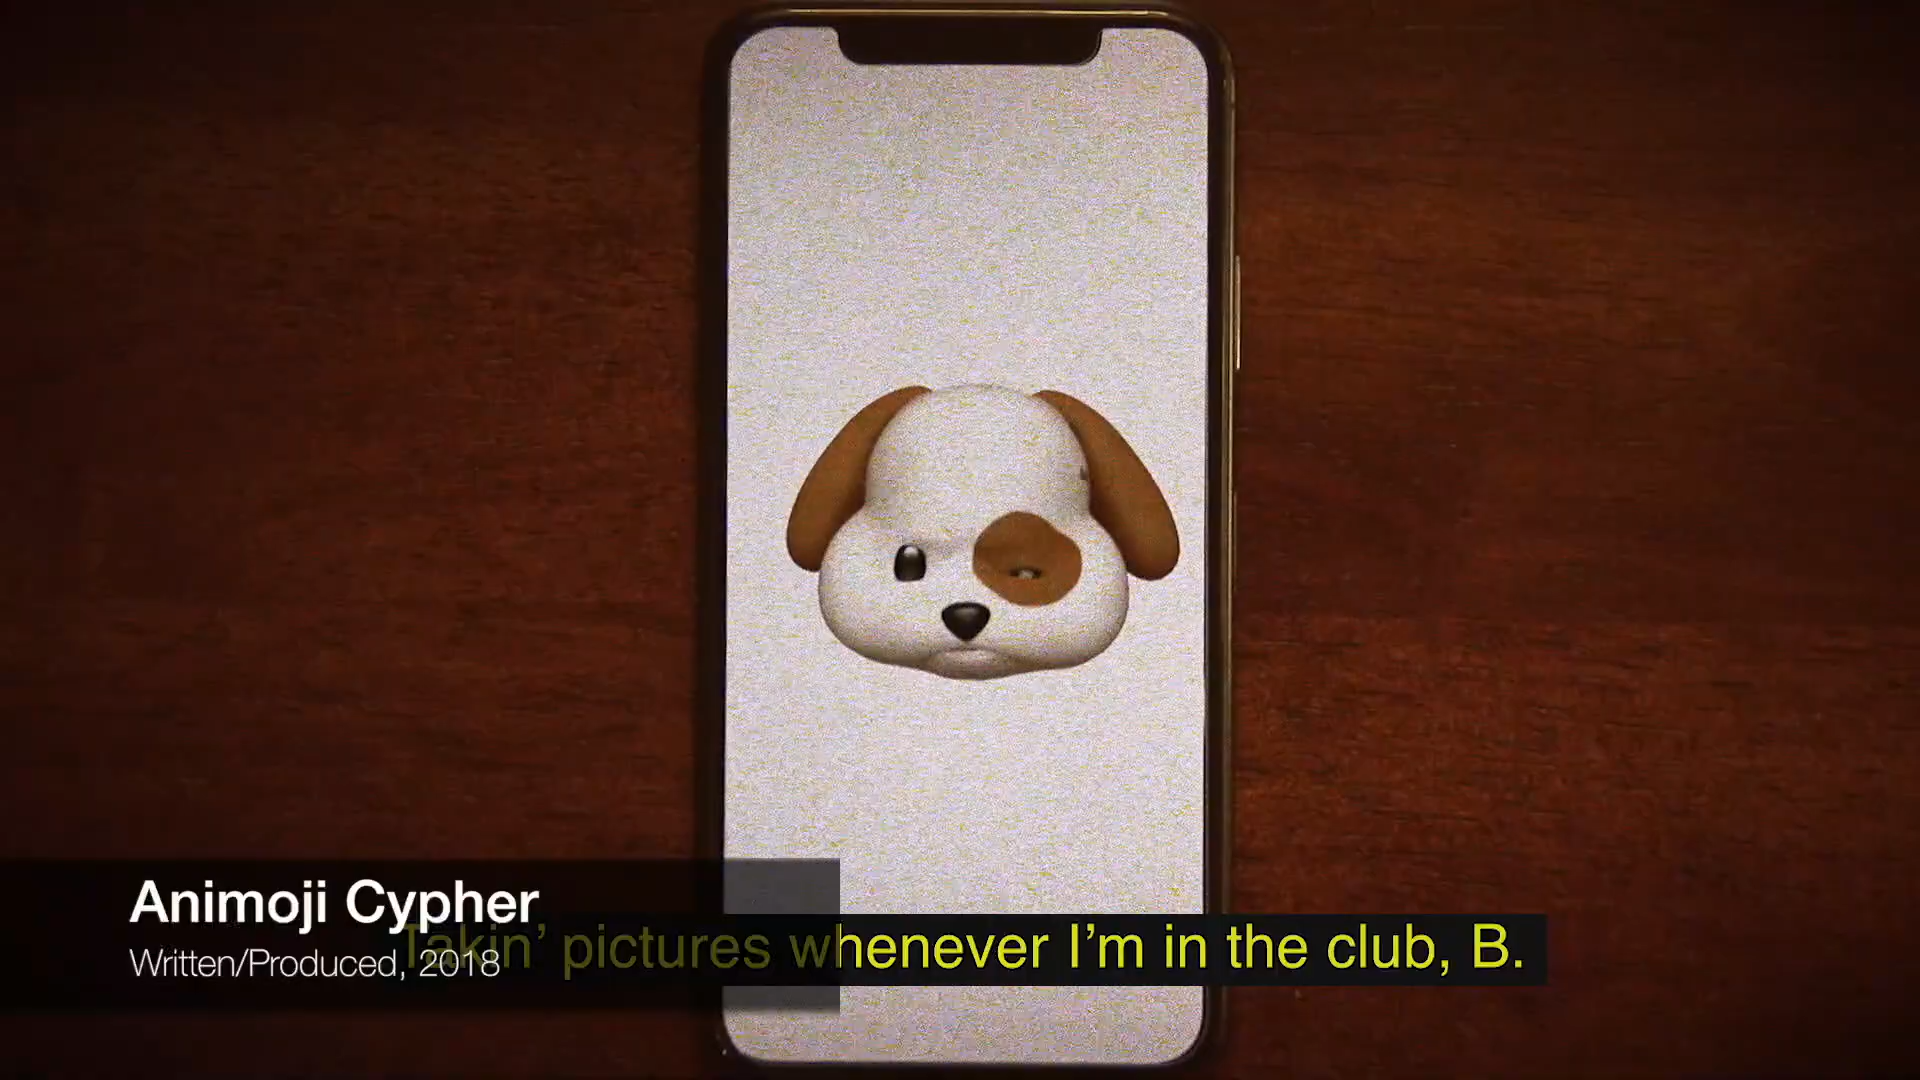 Animoji Cypher
Written/Produced, 2018
Takin' pictures whenever I'm in the club, B.